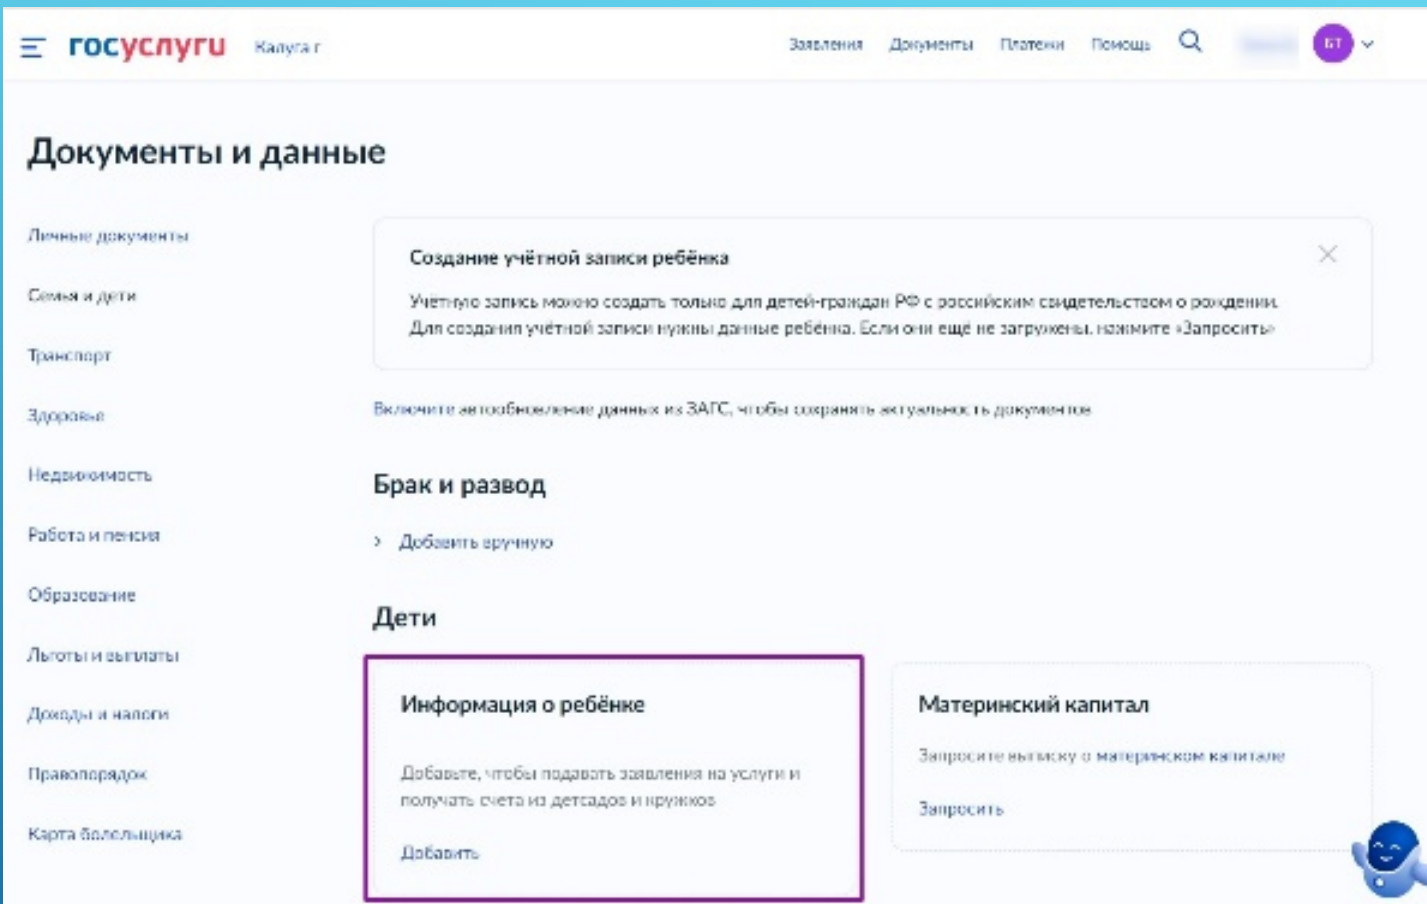 госуслуги Калуга г Заявления Документы Платежи Помощь БТ
Документы и данные
Личные документы
Семья и дети
Транспорт
Здоровье
Недвижимость
Работа и пенсия
Образование
Льготы и выплаты
Доходы и налоги
Правопорядок
Карта болельщика
Создание учётной записи ребёнка
Учётную запись можно создать только для детей-граждан РФ с российским свидетельством о рождении.
Для создания учётной записи нужны данные ребёнка. Если они ещё не загружены, нажмите «Запросить»
Включите автообновление данных из ЗАГС, чтобы сохранять актуальность документов
Брак и развод
Добавить вручную
Дети
Информация о ребёнке
Добавьте, чтобы подавать заявления на услуги и
получать счета из детсадов и кружков
Добавить
Материнский капитал
Запросите выписку о материнском капитале
Запросить